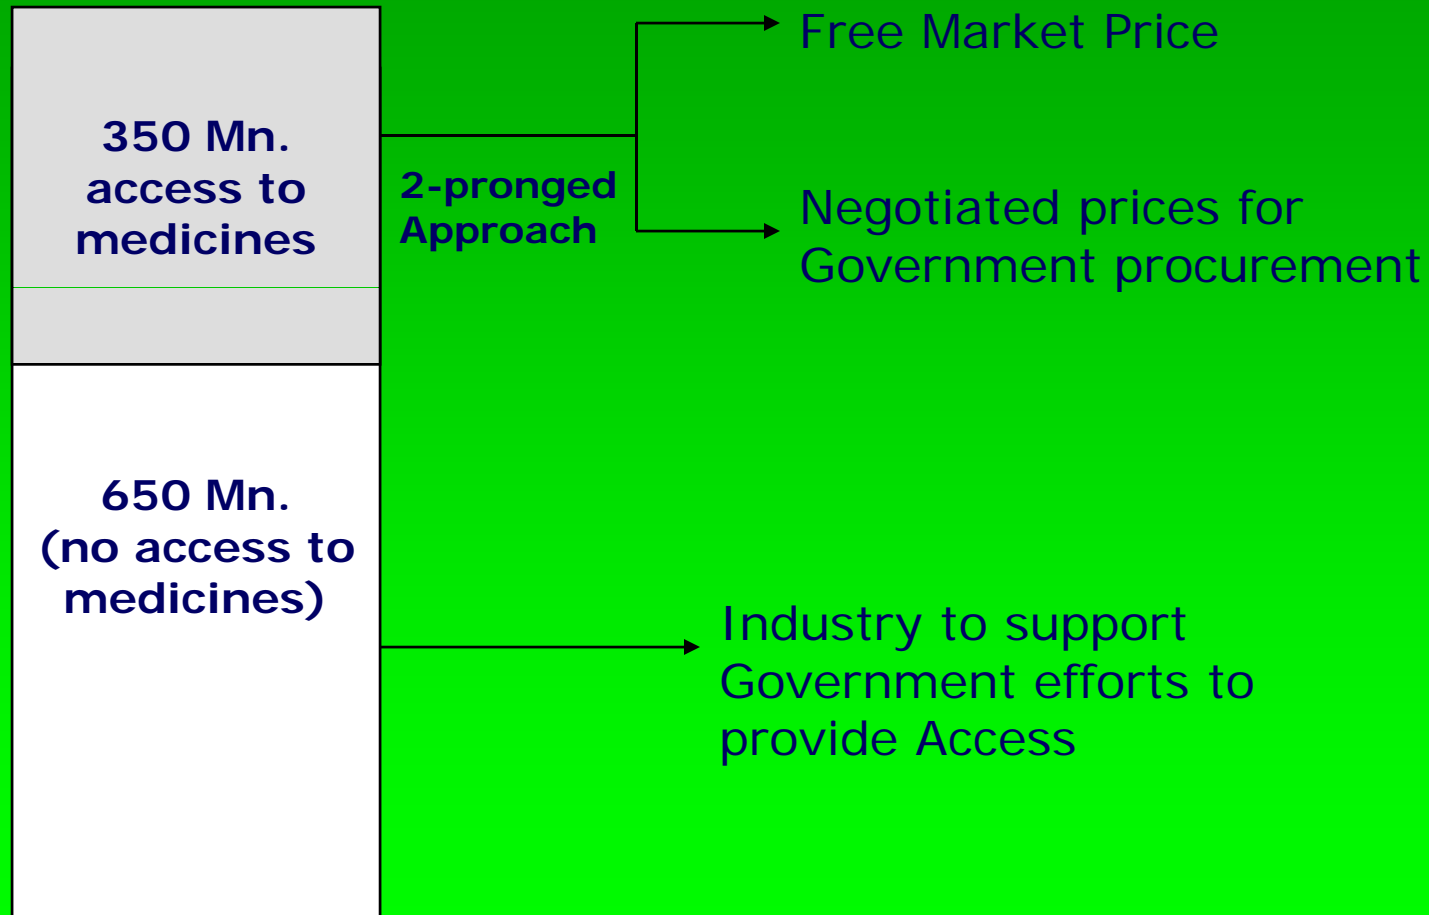 350 Mn.
access to
medicines
2-pronged
Approach
Free Market Price
Negotiated prices for
Government procurement
650 Mn.
(no access to
medicines)
Industry to support
Government efforts to
provide Access